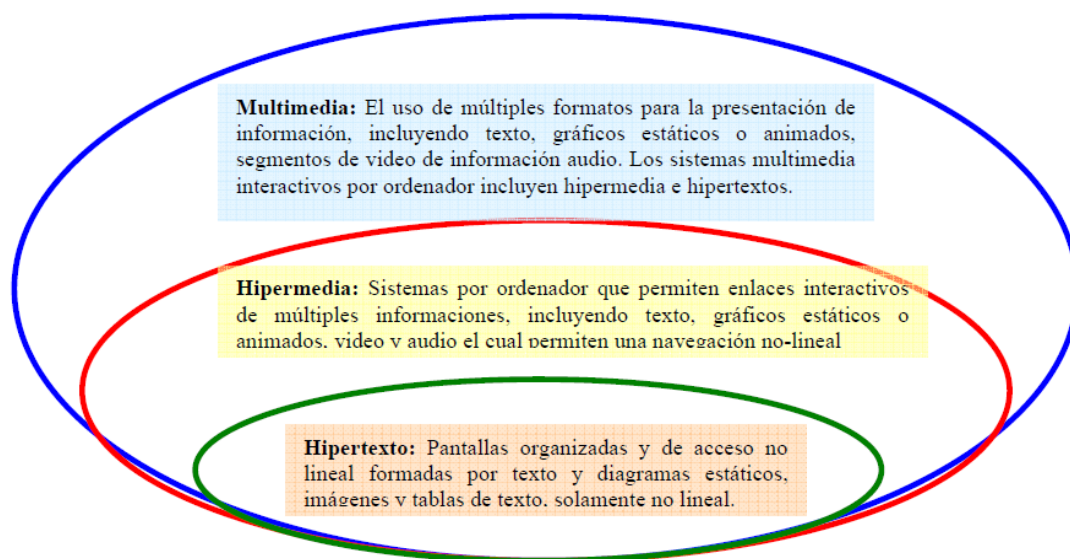 Multimedia: El uso de múltiples formatos para la presentación de
información, incluyendo texto, gráficos estáticos o animados,
segmentos de video de información audio. Los sistemas multimedia
interactivos por ordenador incluyen hipermedia e hipertextos.
Hipermedia: Sistemas por ordenador que permiten enlaces interactivos
de múltiples informaciones, incluyendo texto, gráficos estáticos o
animados, video y audio el cual permiten una navegación no-lineal
Hipertexto: Pantallas organizadas y de acceso no
lineal formadas por texto y diagramas estáticos,
imágenes y tablas de texto, solamente no lineal.